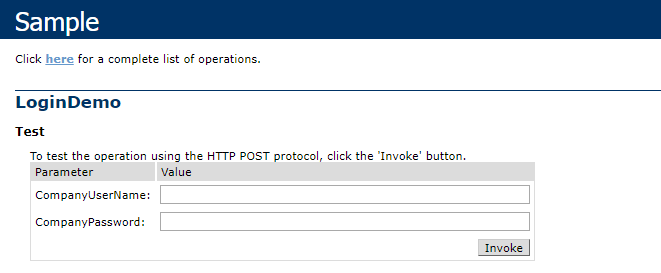 Sample
Click here for a complete list of operations.
LoginDemo
Test
To test the operation using the HTTP POST protocol, click the 'Invoke' button.
Parameter Value
CompanyUserName:
CompanyPassword:
Invoke